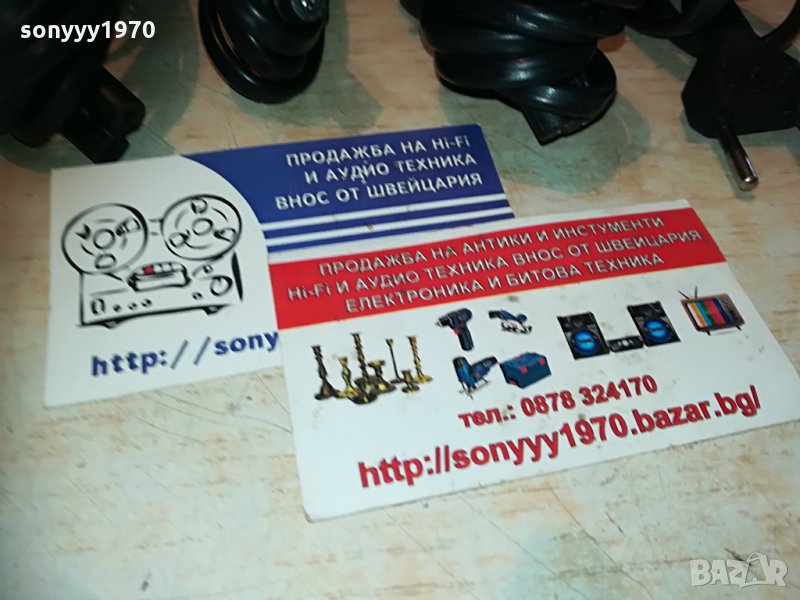 sonyyy1970
ПРОДАЖБА НА Hi-Fi
И АУДИО ТЕХНИКА
ВНОС ОТ ШВЕЙЦАРИЯ
http://sony
ПРОДАЖБА НА АНТИКИ И ИНСТУМЕНТИ
Hi-Fi И АУДИО ТЕХНИКА ВНОС ОТ ШВЕЙЦАРИЯ
ЕЛЕКТРОНИКА И БИТОВА ТЕХНИКА
тел.: 0878 324170
http://sonyyy1970.bazar.bg/
BAZAR